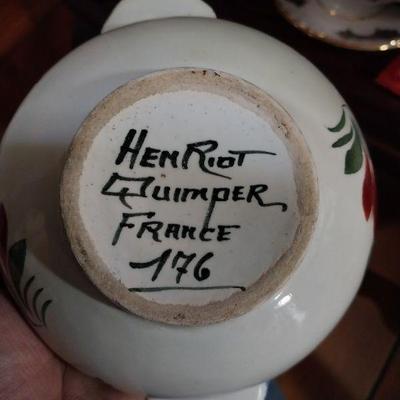 HENRIOT
QUIMPER
FRANCE
176